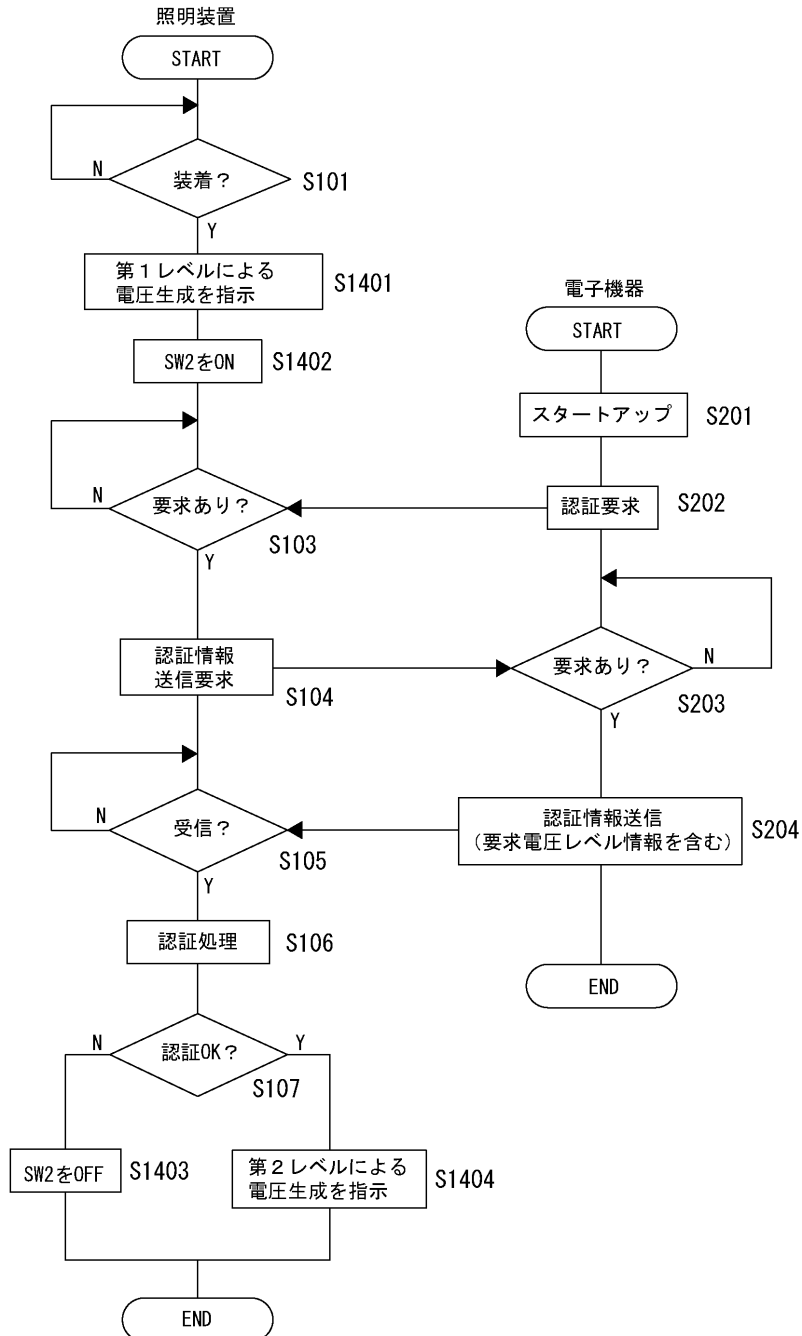 照明装置
START
N
装着？
S101
Y
第１レベルによる
電圧生成を指示
S1401
SW2をON
S1402
N
要求あり？
S103
Y
認証情報
送信要求
S104
N
受信？
S105
Y
認証処理
S106
N
認証OK？
Y
S107
SW2をOFF
S1403
第２レベルによる
電圧生成を指示
S1404
END
電子機器
START
スタートアップ
S201
認証要求
S202
要求あり？
N
S203
Y
認証情報送信
（要求電圧レベル情報を含む）
S204
END